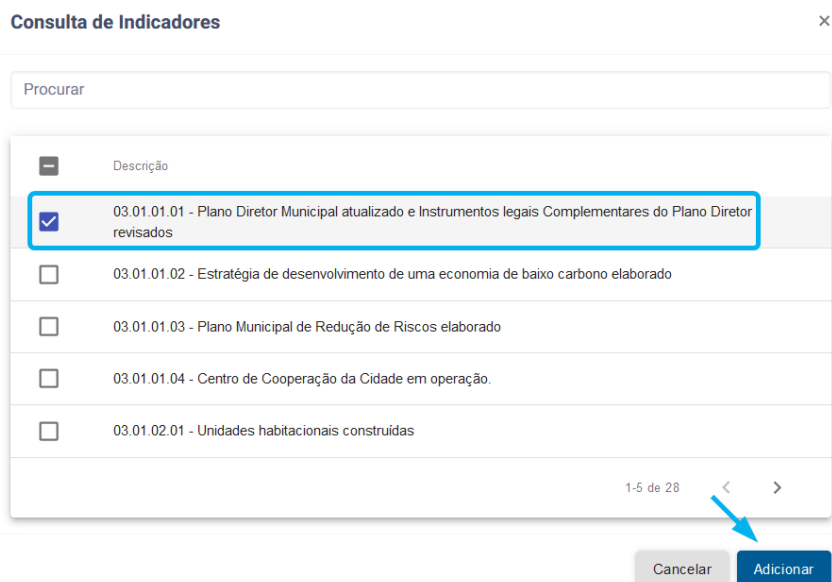 Consulta de Indicadores
Procurar
Descrição
03.01.01.01 - Plano Diretor Municipal atualizado e Instrumentos legais Complementares do Plano Diretor
revisados
03.01.01.02 - Estratégia de desenvolvimento de uma economia de baixo carbono elaborado
03.01.01.03 - Plano Municipal de Redução de Riscos elaborado
03.01.01.04 - Centro de Cooperação da Cidade em operação.
03.01.02.01 - Unidades habitacionais construídas
1-5 de 28
Cancelar Adicionar